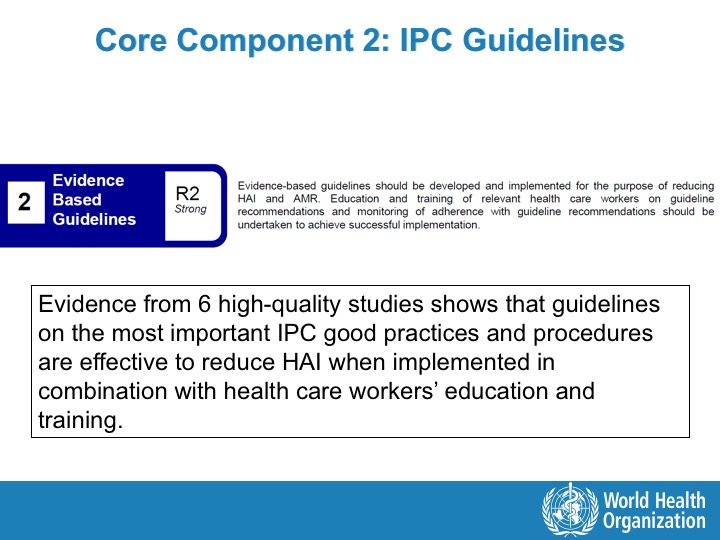 Core Component 2: IPC Guidelines
2
Evidence
Based
Guidelines
R2
Strong
Evidence-based guidelines should be developed and implemented for the purpose of reducing
HAI and AMR. Education and training of relevant health care workers on guideline
recommendations and monitoring of adherence with guideline recommendations should be
undertaken to achieve successful implementation.
Evidence from 6 high-quality studies shows that guidelines
on the most important IPC good practices and procedures
are effective to reduce HAI when implemented in
combination with health care workers’ education and
training.
World Health
Organization